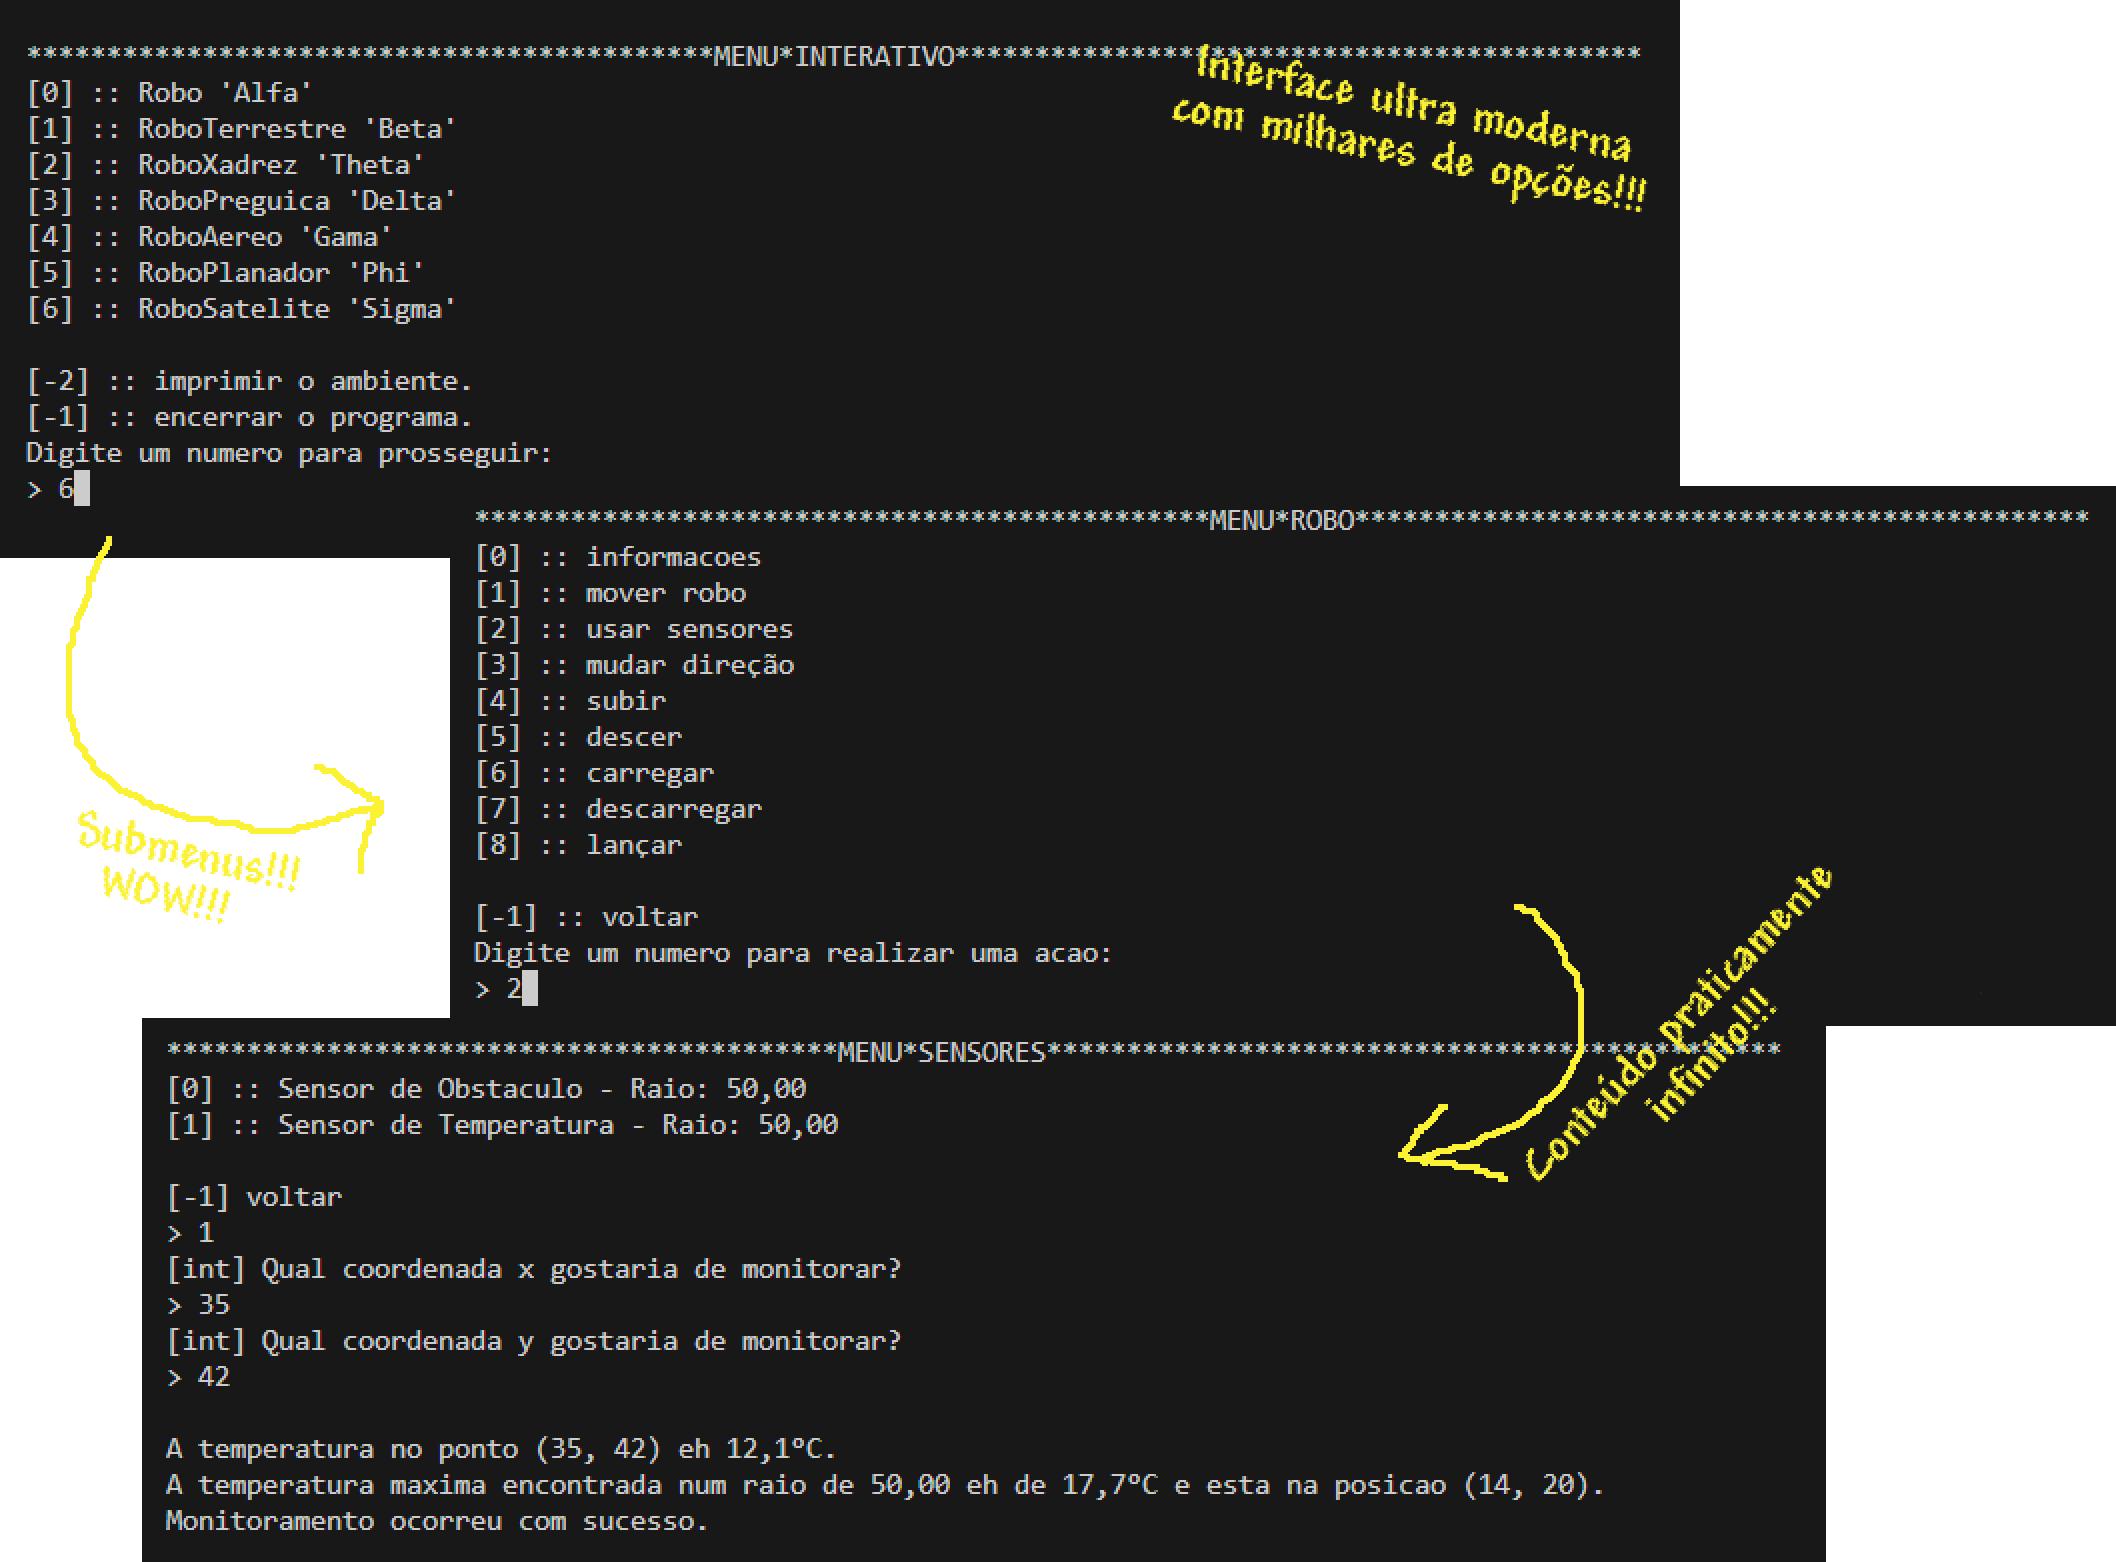 ******************************************MENU*INTERATIVO******************************************
[0] :: Robo 'Alfa'
[1] :: RoboTerrestre 'Beta'
[2] :: RoboXadrez 'Theta'
[3] :: RoboPreguica 'Delta'
[4] :: RoboAereo 'Gama'
[5] :: RoboPlanador 'Phi'
[6] :: RoboSatelite 'Sigma'
[-2] :: imprimir o ambiente.
[-1] :: encerrar o programa.
Digite um numero para prosseguir:
> 6
Interface ultra moderna
com milhares de opções!!!
Submenus!!!
WOW!!!
**********************************************MENU*ROBO**********************************************
[0] :: informacoes
[1] :: mover robo
[2] :: usar sensores
[3] :: mudar direção
[4] :: subir
[5] :: descer
[6] :: carregar
[7] :: descarregar
[8] :: lançar
[-1] :: voltar
Digite um numero para realizar uma acao:
> 2
Conteúdo praticamente
infinito!!!
******************************************MENU*SENSORES**********************************************
[0] :: Sensor de Obstaculo - Raio: 50,00
[1] :: Sensor de Temperatura - Raio: 50,00
[-1] voltar
> 1
[int] Qual coordenada x gostaria de monitorar?
> 35
[int] Qual coordenada y gostaria de monitorar?
> 42
A temperatura no ponto (35, 42) eh 12,1ºC.
A temperatura maxima encontrada num raio de 50,00 eh de 17,7ºC e esta na posicao (14, 20).
Monitoramento ocorreu com sucesso.